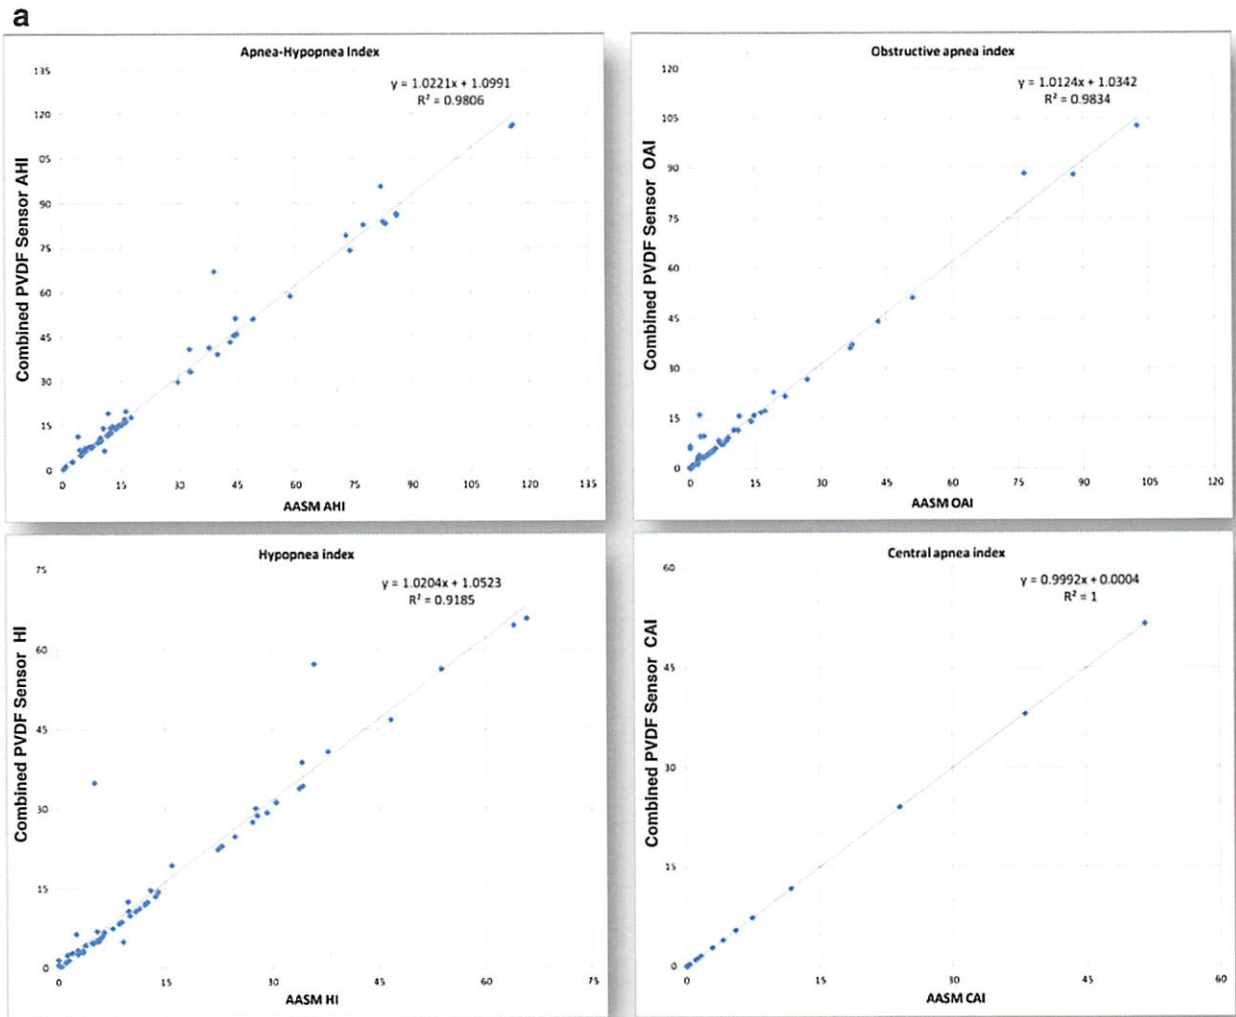 a
Apnea-Hypopnea Index
y = 1.0221x + 1.0991
R² = 0.9806
135
120
05
90
75
60
45
30
15
0
0 15 30 45 60 75 90 105 120 135
Combined PVDF Sensor AHI
AASM AHI
Obstructive apnea index
y = 1.0124x + 1.0342
R² = 0.9834
120
105
90
75
60
45
30
15
0
0 15 30 45 60 75 90 105 120
Combined PVDF Sensor OAI
AASM OAI
Hypopnea index
y = 1.0204x + 1.0523
R² = 0.9185
75
60
45
30
15
0
0 15 30 45 60 75
Combined PVDF Sensor HI
AASM HI
Central apnea index
y = 0.9992x + 0.0004
R² = 1
60
45
30
15
0
0 15 30 45 60
Combined PVDF Sensor CAI
AASM CAI